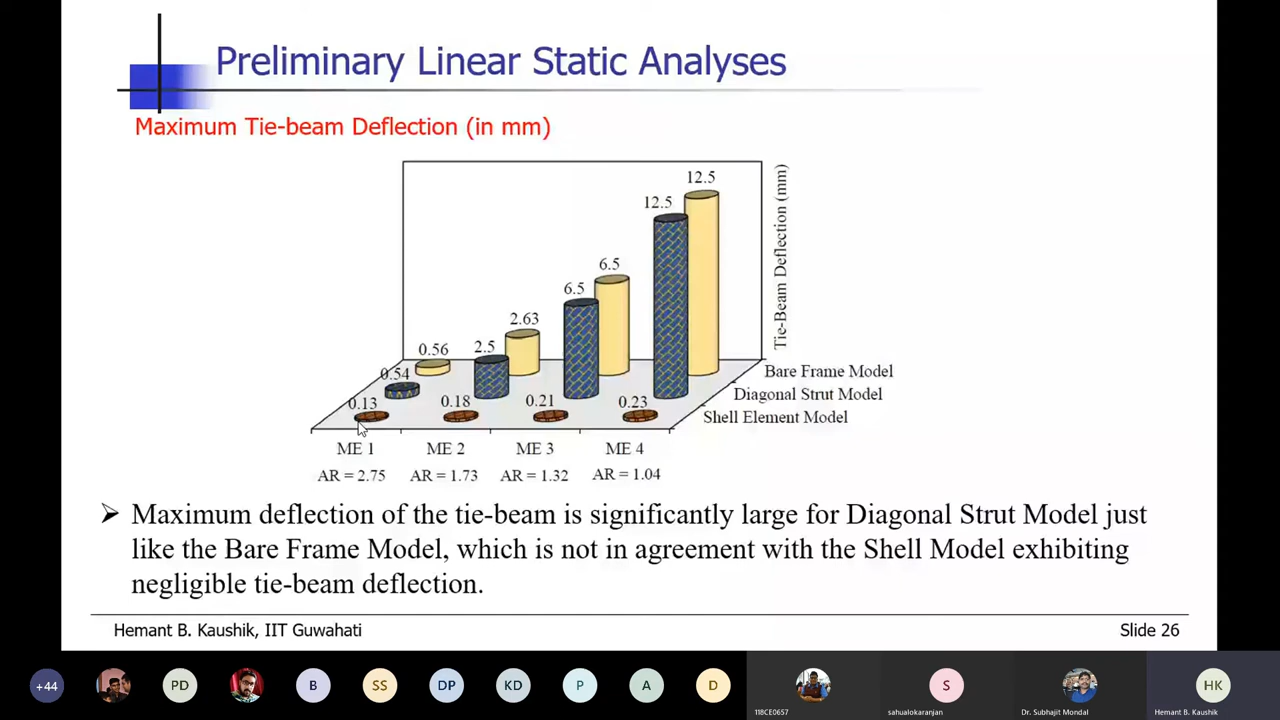 Preliminary Linear Static Analyses
Maximum Tie-beam Deflection (in mm)
12.5
12.5
6.5
6.5
2.63
2.5
0.56
0.54
0.13
0.18
0.21
0.23
Tie-Beam Deflection (mm)
Bare Frame Model
Diagonal Strut Model
Shell Element Model
ME 1 ME 2 ME 3 ME 4
AR = 2.75 AR = 1.73 AR = 1.32 AR = 1.04
Maximum deflection of the tie-beam is significantly large for Diagonal Strut Model just
like the Bare Frame Model, which is not in agreement with the Shell Model exhibiting
negligible tie-beam deflection.
Hemant B. Kaushik, IIT Guwahati Slide 26
+44 PD B SS DP KD P A D S HK
118CE0657 sahualokaranjan Dr. Subhajit Mondal Hemant B. Kaushik